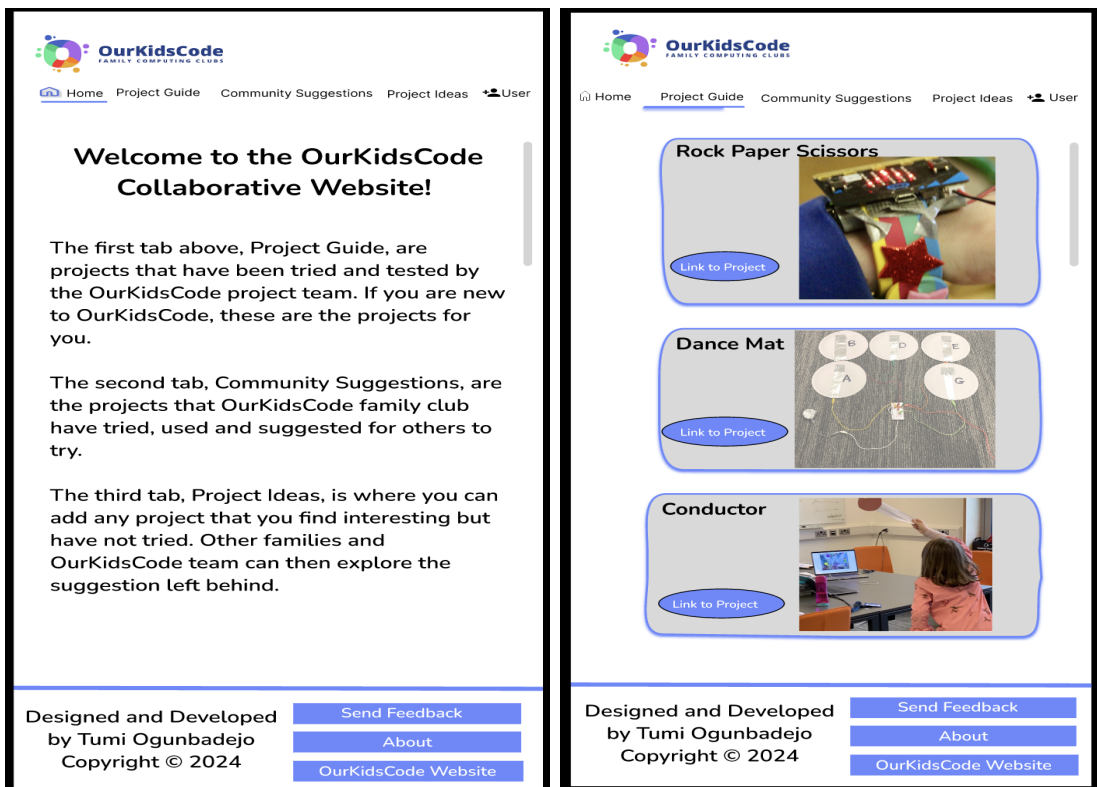 OurKidsCode
FAMILY COMPUTING CLUBS
Home Project Guide Community Suggestions Project Ideas User
Welcome to the OurKidsCode
Collaborative Website!
The first tab above, Project Guide, are
projects that have been tried and tested by
the OurKidsCode project team. If you are new
to OurKidsCode, these are the projects for
you.
The second tab, Community Suggestions, are
the projects that OurKidsCode family club
have tried, used and suggested for others to
try.
The third tab, Project Ideas, is where you can
add any project that you find interesting but
have not tried. Other families and
OurKidsCode team can then explore the
suggestion left behind.
Designed and Developed
by Tumi Ogunbadejo
Copyright © 2024
Send Feedback
About
OurKidsCode Website
OurKidsCode
FAMILY COMPUTING CLUBS
Home Project Guide Community Suggestions Project Ideas User
Rock Paper Scissors
Link to Project
Dance Mat
B D E
A G
Link to Project
Conductor
Link to Project
Designed and Developed
by Tumi Ogunbadejo
Copyright © 2024
Send Feedback
About
OurKidsCode Website